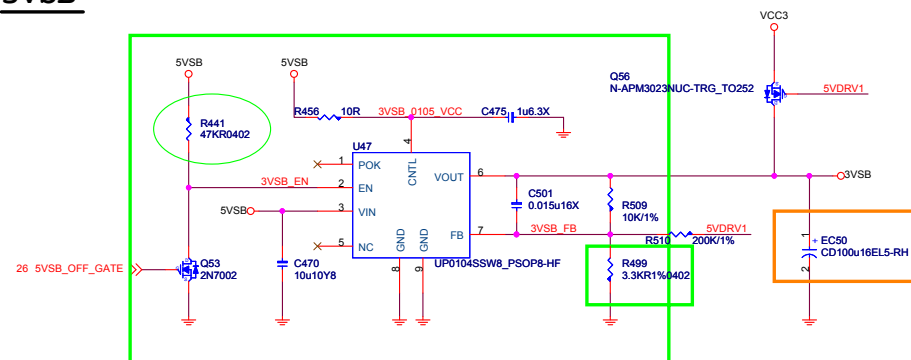 VCC3
5VSB
5VSB
Q56
N-APM3023NUC-TRG_TO252
5VDRV1
R441
47KR0402
R456
10R
3VSB_0105_VCC
C475
1u6.3X
U47
4
1
POK
CNTL
VOUT
6
3VSB
3VSB_EN
2
EN
C501
0.015u16X
R509
10K/1%
5VSB
3
VIN
FB
7
3VSB_FB
R510
5VDRV1
200K/1%
1
+
EC50
CD100u16EL5-RH
2
5
NC
GND
GND
UP0104SSW8_PSOP8-HF
8
9
R499
3.3KR1%0402
26
5VSB_OFF_GATE
Q53
2N7002
C470
10u10Y8